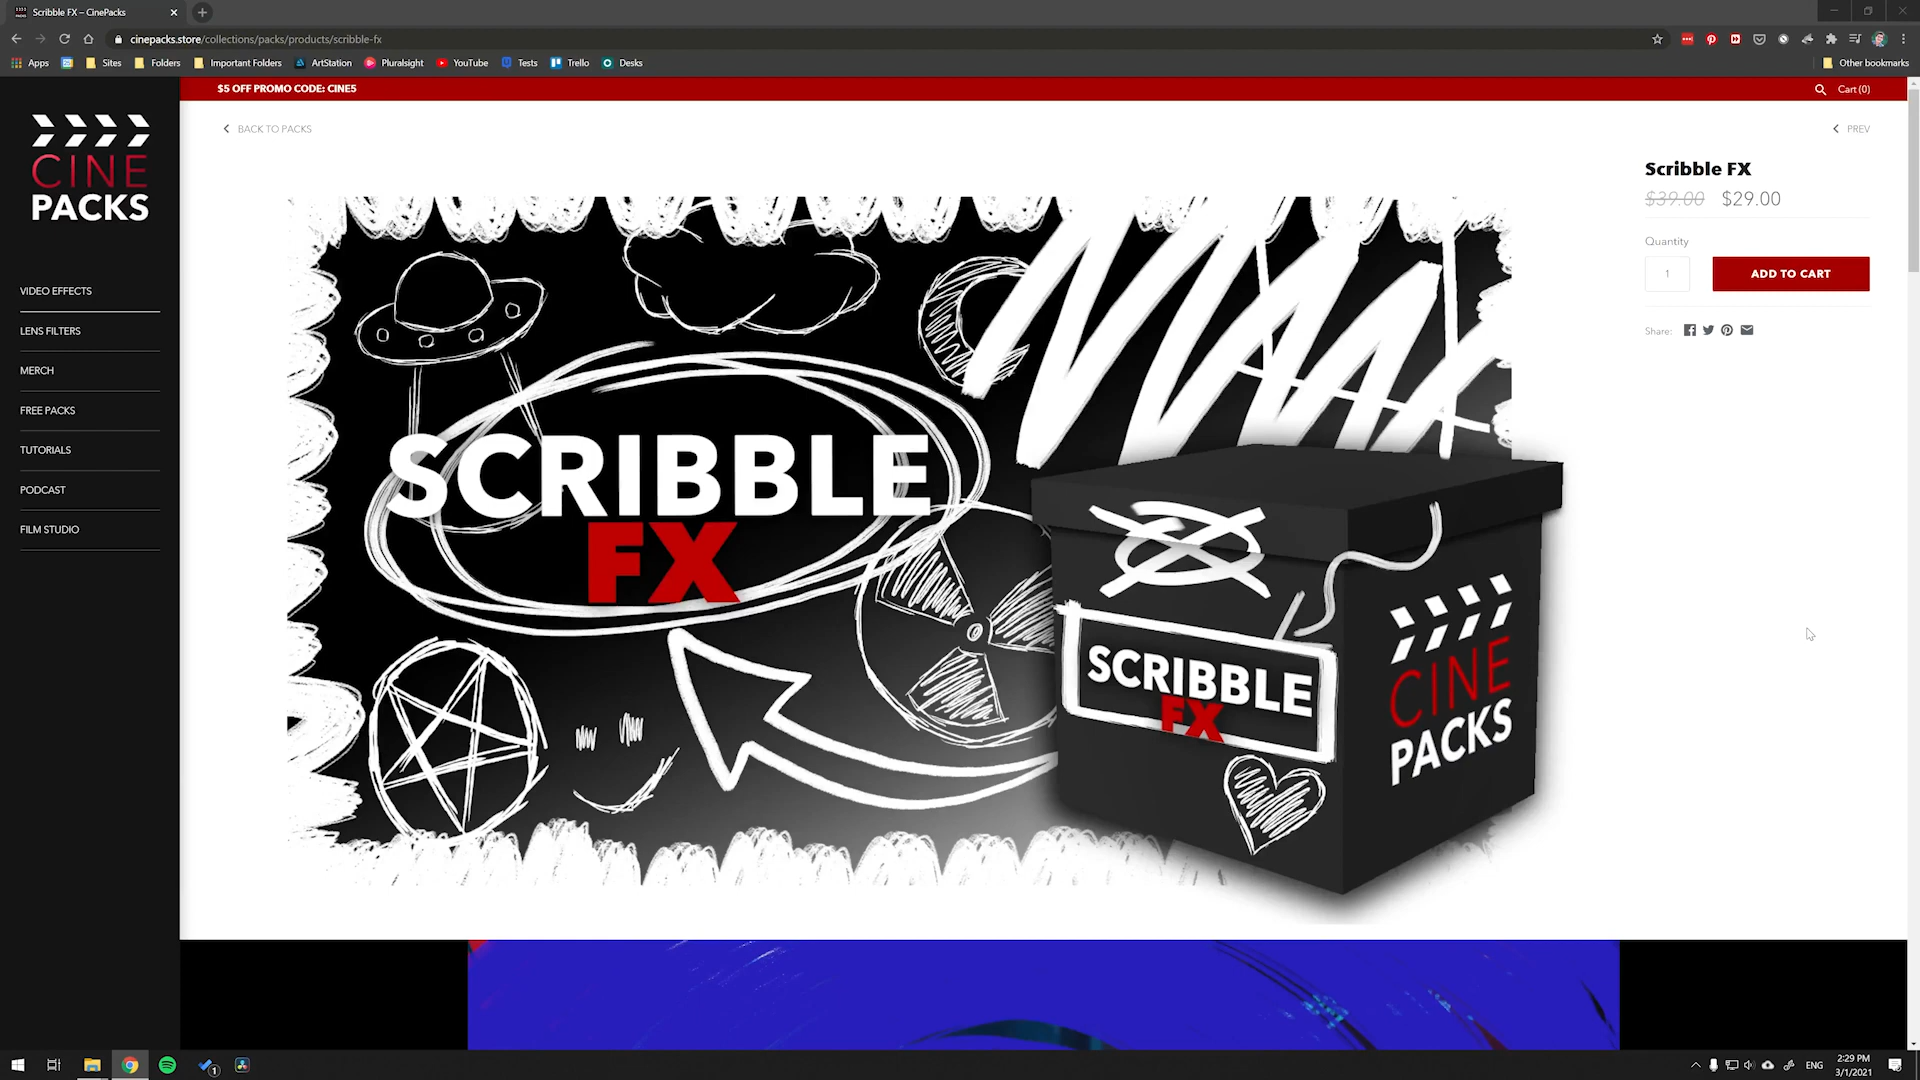 Scribble FX – CinePacks
cinepacks.store/collections/packs/products/scribble-fx
Apps
Sites
Folders
Important Folders
ArtStation
Pluralsight
YouTube
Tests
Trello
Desks
Other bookmarks
$5 OFF PROMO CODE: CINE5
Cart (0)
CINE
PACKS
VIDEO EFFECTS
LENS FILTERS
MERCH
FREE PACKS
TUTORIALS
PODCAST
FILM STUDIO
BACK TO PACKS
PREV
SCRIBBLE
FX
SCRIBBLE
FX
CINE
PACKS
Scribble FX
$39.00 $29.00
Quantity
1
ADD TO CART
Share:
1
ENG
2:29 PM
3/1/2021